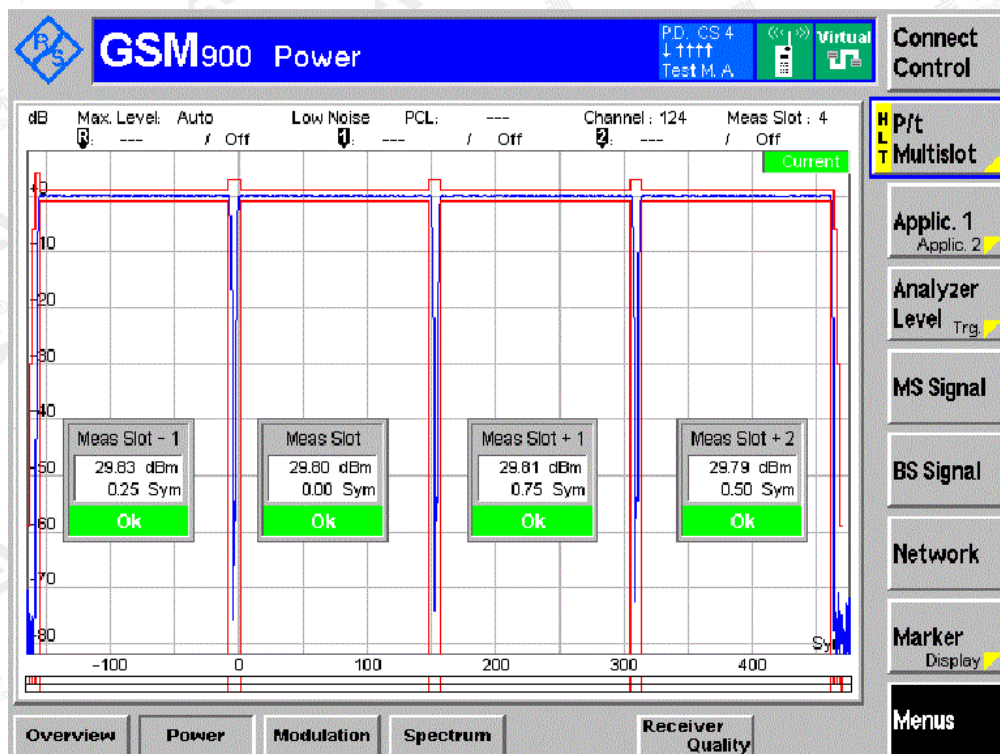 R S
GSM900 Power
P.D. CS 4
↓↑↑↑↑
Test M. A
Virtual
Connect
Control
dB Max. Level: Auto Low Noise PCL: --- Channel : 124 Meas Slot : 4
R: --- / Off 1: --- / Off 2: --- / Off
Current
HLT
P/t
Multislot
Applic. 1
Applic. 2
Analyzer
Level Trg.
MS Signal
BS Signal
Network
Marker
Display
Menus
+0
-10
-20
-30
-40
-50
-60
-70
-80
Meas Slot - 1
29.83 dBm
0.25 Sym
Ok
Meas Slot
29.80 dBm
0.00 Sym
Ok
Meas Slot + 1
29.81 dBm
0.75 Sym
Ok
Meas Slot + 2
29.79 dBm
0.50 Sym
Ok
-100 0 100 200 300 400
Overview Power Modulation Spectrum Receiver
Quality